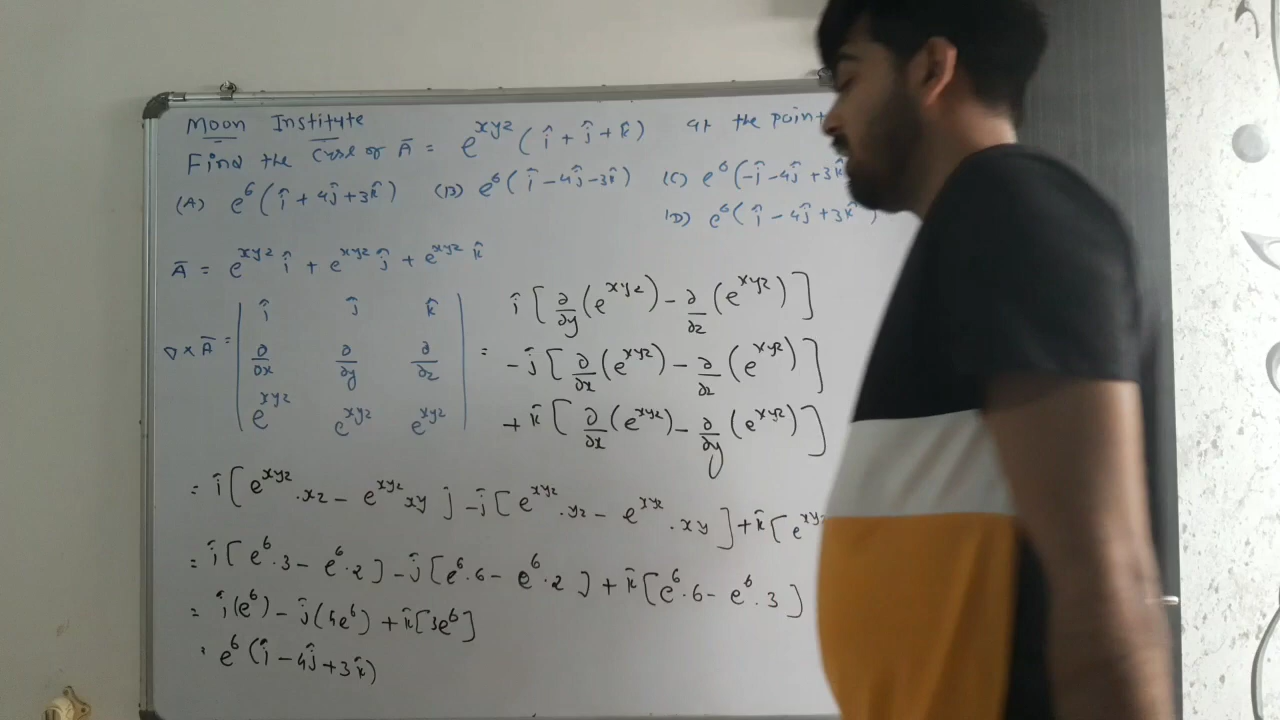 Moon Institute
Find the Curl of Ā = e^xyz (î + ĵ + k̂) at the point
(A) e^6 (î + 4ĵ + 3k̂) (B) e^6 (î - 4ĵ - 3k̂) (C) e^6 (-î - 4ĵ + 3k̂
(D) e^6 (î - 4ĵ + 3k̂)
Ā = e^xyz î + e^xyz ĵ + e^xyz k̂
∇ × Ā = | î ĵ k̂ |
| ∂/∂x ∂/∂y ∂/∂z |
| e^xyz e^xyz e^xyz |
= î [ ∂/∂y (e^xyz) - ∂/∂z (e^xyz) ]
- ĵ [ ∂/∂x (e^xyz) - ∂/∂z (e^xyz) ]
+ k̂ [ ∂/∂x (e^xyz) - ∂/∂y (e^xyz) ]
= î [ e^xyz . xz - e^xyz xy ] - ĵ [ e^xyz . yz - e^xyz . xy ] + k̂ [ e^xyz
= î [ e^6 . 3 - e^6 . 2 ] - ĵ [ e^6 . 6 - e^6 . 2 ] + k̂ [ e^6 . 6 - e^6 . 3 ]
= î (e^6) - ĵ (4e^6) + k̂ [ 3e^6 ]
= e^6 (î - 4ĵ + 3k̂)